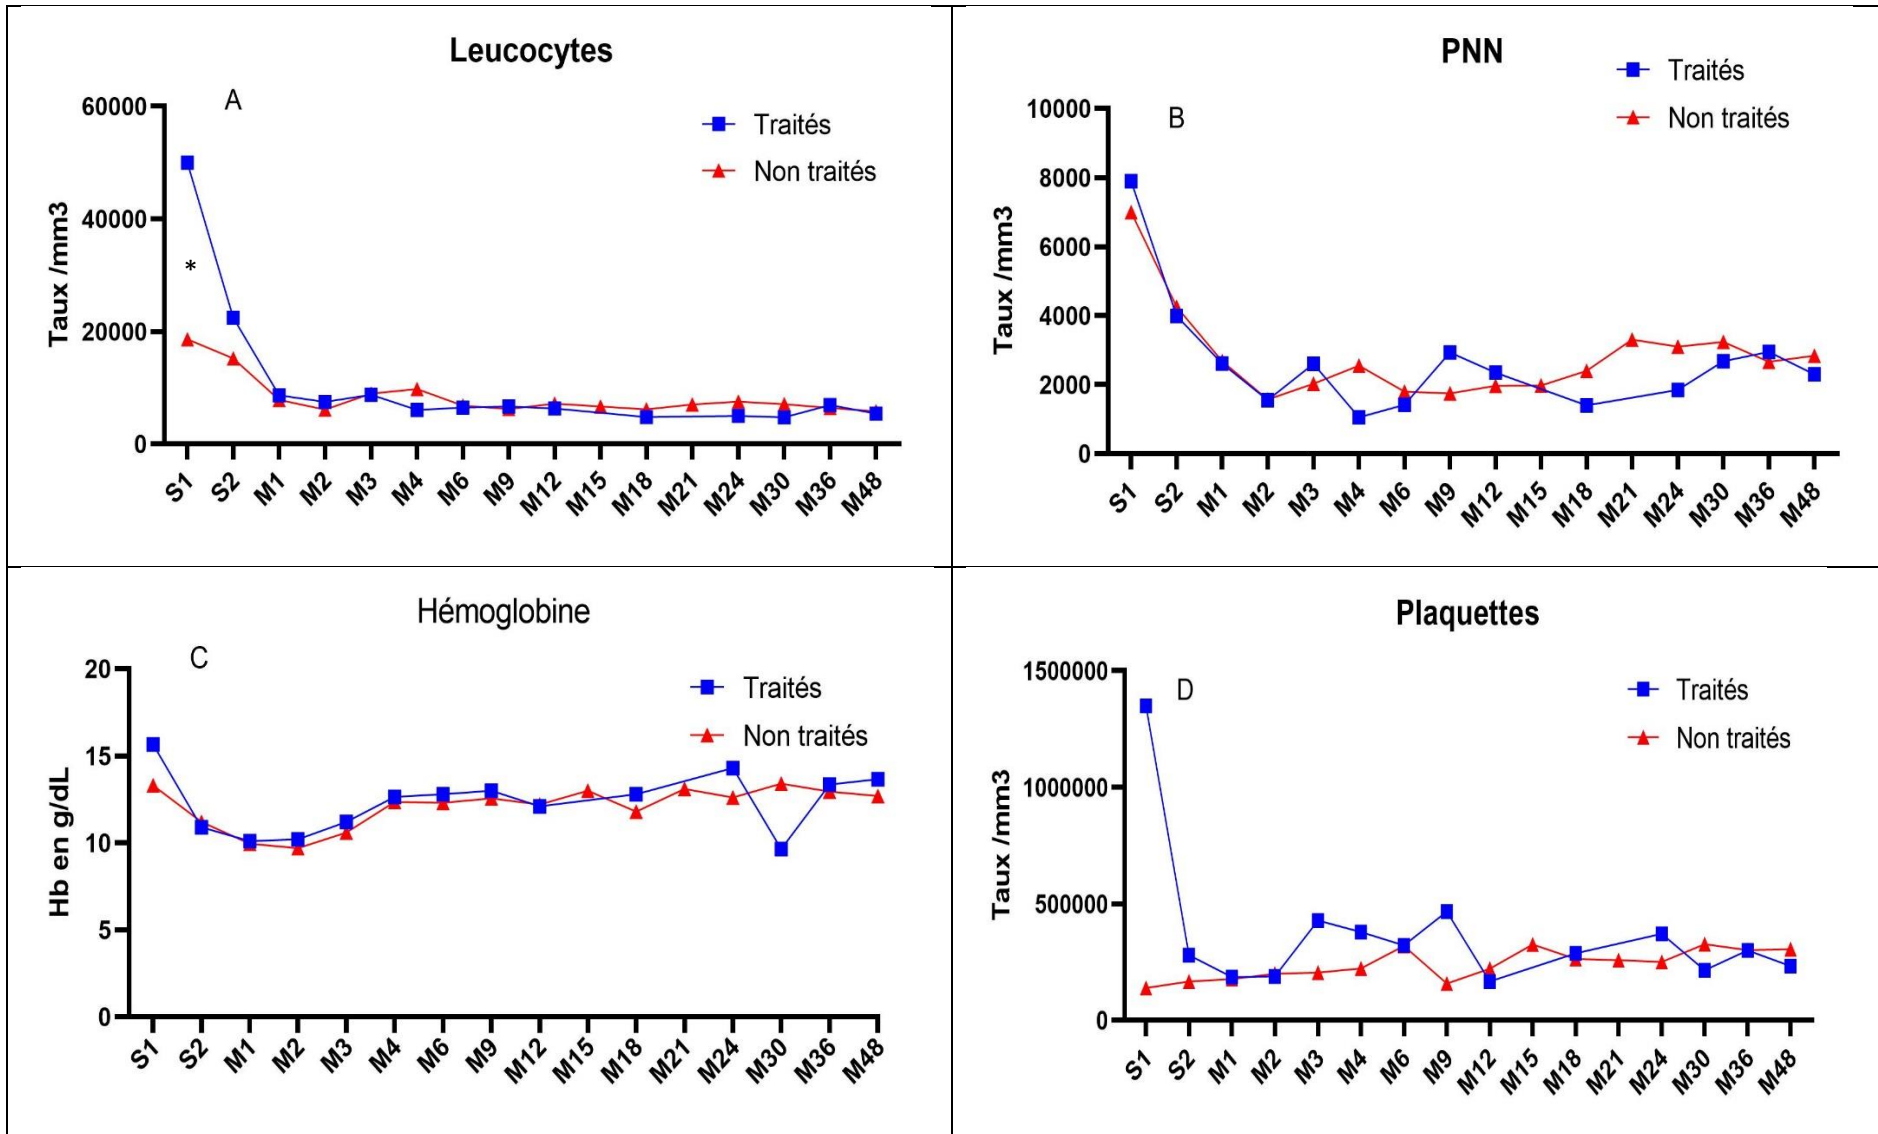 Leucocytes
A
Traités
Non traités
Taux /mm3
60000
40000
20000
0
*
S1 S2 M1 M2 M3 M4 M6 M9 M12 M15 M18 M21 M24 M30 M36 M48
PNN
B
Traités
Non traités
Taux /mm3
10000
8000
6000
4000
2000
0
S1 S2 M1 M2 M3 M4 M6 M9 M12 M15 M18 M21 M24 M30 M36 M48
Hémoglobine
C
Traités
Non traités
Hb en g/dL
20
15
10
5
0
S1 S2 M1 M2 M3 M4 M6 M9 M12 M15 M18 M21 M24 M30 M36 M48
Plaquettes
D
Traités
Non traités
Taux /mm3
1500000
1000000
500000
0
S1 S2 M1 M2 M3 M4 M6 M9 M12 M15 M18 M21 M24 M30 M36 M48